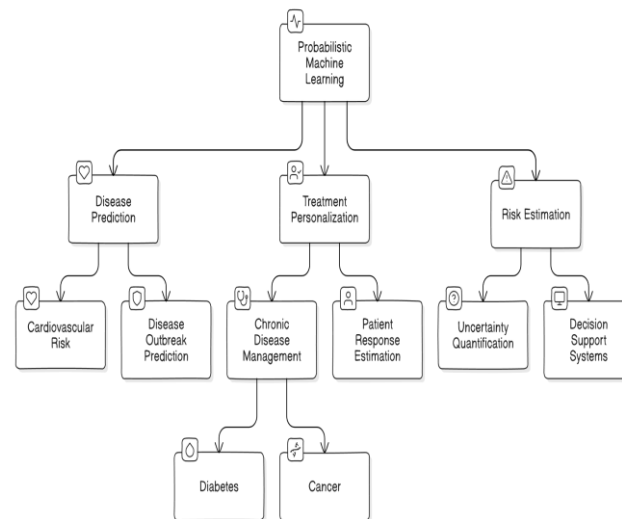 Probabilistic
Machine
Learning
Disease
Prediction
Treatment
Personalization
Risk Estimation
Cardiovascular
Risk
Disease
Outbreak
Prediction
Chronic
Disease
Management
Patient
Response
Estimation
Uncertainty
Quantification
Decision
Support
Systems
Diabetes
Cancer